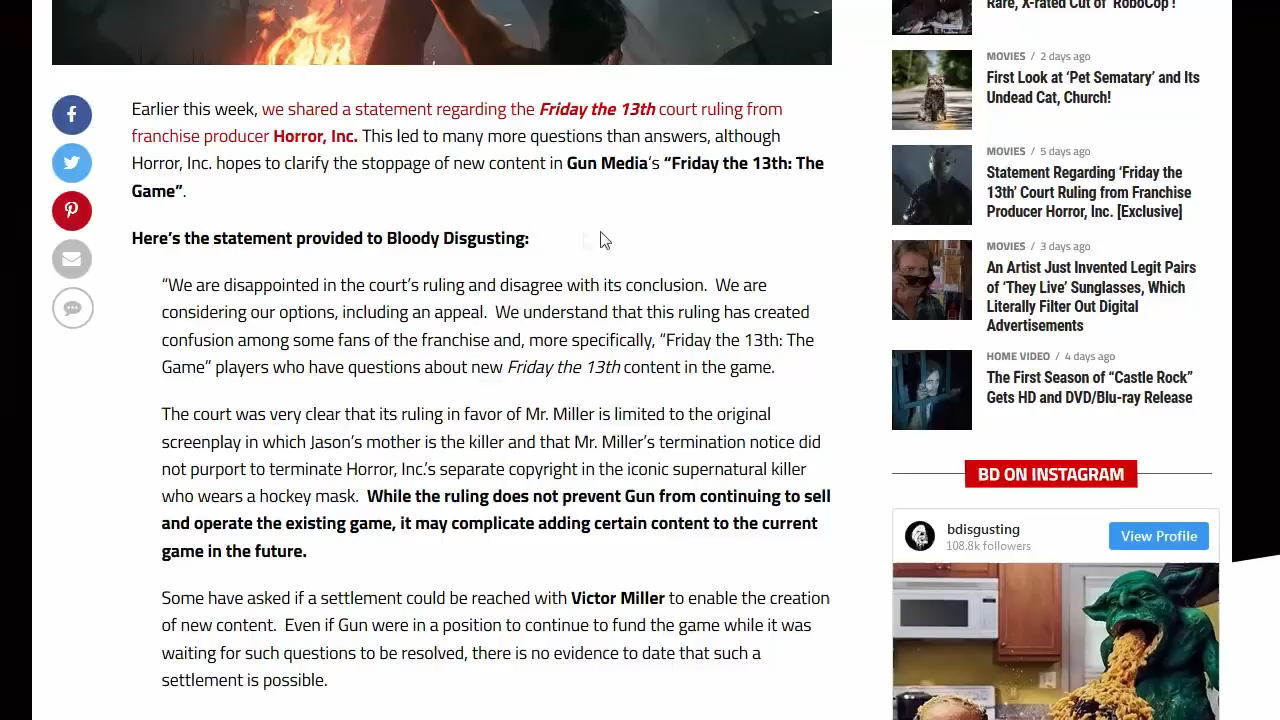 Earlier this week, we shared a statement regarding the Friday the 13th court ruling from
franchise producer Horror, Inc. This led to many more questions than answers, although
Horror, Inc. hopes to clarify the stoppage of new content in Gun Media's “Friday the 13th: The
Game”.
Here's the statement provided to Bloody Disgusting:
“We are disappointed in the court's ruling and disagree with its conclusion.  We are
considering our options, including an appeal.  We understand that this ruling has created
confusion among some fans of the franchise and, more specifically, “Friday the 13th: The
Game” players who have questions about new Friday the 13th content in the game.
The court was very clear that its ruling in favor of Mr. Miller is limited to the original
screenplay in which Jason's mother is the killer and that Mr. Miller's termination notice did
not purport to terminate Horror, Inc.'s separate copyright in the iconic supernatural killer
who wears a hockey mask.  While the ruling does not prevent Gun from continuing to sell
and operate the existing game, it may complicate adding certain content to the current
game in the future.
Some have asked if a settlement could be reached with Victor Miller to enable the creation
of new content.  Even if Gun were in a position to continue to fund the game while it was
waiting for such questions to be resolved, there is no evidence to date that such a
settlement is possible.
Rare, X-rated Cut of 'RoboCop'!
MOVIES / 2 days ago
First Look at 'Pet Sematary' and Its
Undead Cat, Church!
MOVIES / 5 days ago
Statement Regarding 'Friday the
13th' Court Ruling from Franchise
Producer Horror, Inc. [Exclusive]
MOVIES / 3 days ago
An Artist Just Invented Legit Pairs
of 'They Live' Sunglasses, Which
Literally Filter Out Digital
Advertisements
HOME VIDEO / 4 days ago
The First Season of “Castle Rock”
Gets HD and DVD/Blu-ray Release
BD ON INSTAGRAM
bdisgusting
108.8k followers
View Profile